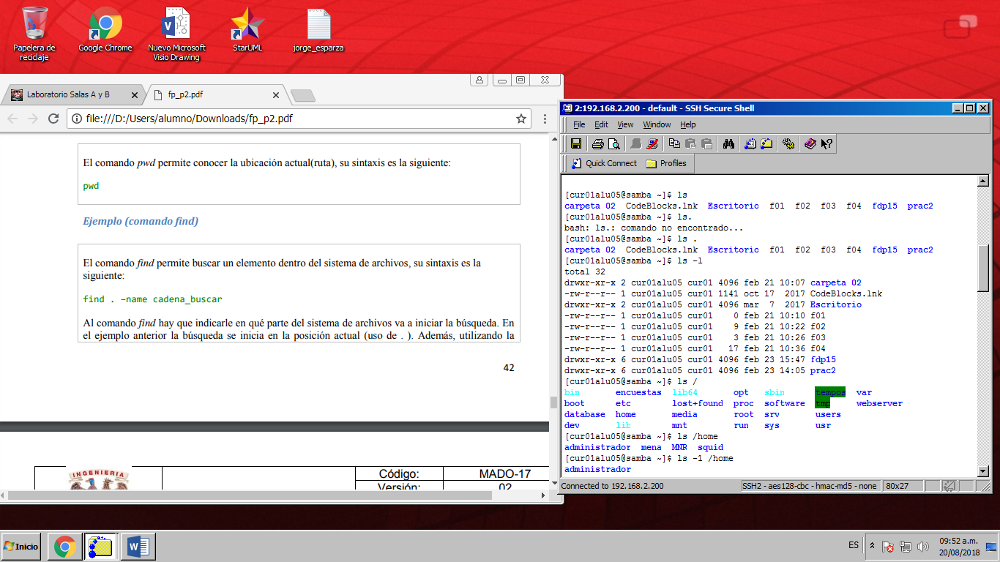 Papelera de
reciclaje
Google Chrome
Nuevo Microsoft
Visio Drawing
StarUML
jorge_esparza
Laboratorio Salas A y B
fp_p2.pdf
file:///D:/Users/alumno/Downloads/fp_p2.pdf
El comando pwd permite conocer la ubicación actual(ruta), su sintaxis es la siguiente:
pwd
Ejemplo (comando find)
El comando find permite buscar un elemento dentro del sistema de archivos, su sintaxis es la
siguiente:
find . –name cadena_buscar
Al comando find hay que indicarle en qué parte del sistema de archivos va a iniciar la búsqueda. En
el ejemplo anterior la búsqueda se inicia en la posición actual (uso de . ). Además, utilizando la
42
INGENIERIA
Código: MADO-17
Versión: 02
2:192.168.2.200 - default - SSH Secure Shell
File Edit View Window Help
Quick Connect Profiles
[cur01alu05@samba ~]$ ls
carpeta 02 CodeBlocks.lnk Escritorio f01 f02 f03 f04 fdp15 prac2
[cur01alu05@samba ~]$ ls.
bash: ls.: comando no encontrado...
[cur01alu05@samba ~]$ ls .
carpeta 02 CodeBlocks.lnk Escritorio f01 f02 f03 f04 fdp15 prac2
[cur01alu05@samba ~]$ ls -l
total 32
drwxr-xr-x 2 cur01alu05 cur01 4096 feb 21 10:07 carpeta 02
-rw-r--r-- 1 cur01alu05 cur01 1141 oct 17 2017 CodeBlocks.lnk
drwxr-xr-x 2 cur01alu05 cur01 4096 mar 7 2017 Escritorio
-rw-r--r-- 1 cur01alu05 cur01 0 feb 21 10:10 f01
-rw-r--r-- 1 cur01alu05 cur01 9 feb 21 10:22 f02
-rw-r--r-- 1 cur01alu05 cur01 3 feb 21 10:26 f03
-rw-r--r-- 1 cur01alu05 cur01 17 feb 21 10:36 f04
drwxr-xr-x 6 cur01alu05 cur01 4096 feb 23 15:47 fdp15
drwxr-xr-x 6 cur01alu05 cur01 4096 feb 23 14:05 prac2
[cur01alu05@samba ~]$ ls /
bin encuestas lib64 opt sbin tempos var
boot etc lost+found proc software tmp webserver
database home media root srv users
dev lib mnt run sys usr
[cur01alu05@samba ~]$ ls /home
administrador mena MNR squid
[cur01alu05@samba ~]$ ls -1 /home
administrador
Connected to 192.168.2.200 SSH2 - aes128-cbc - hmac-md5 - none 80x27
Inicio
ES
09:52 a.m.
20/08/2018